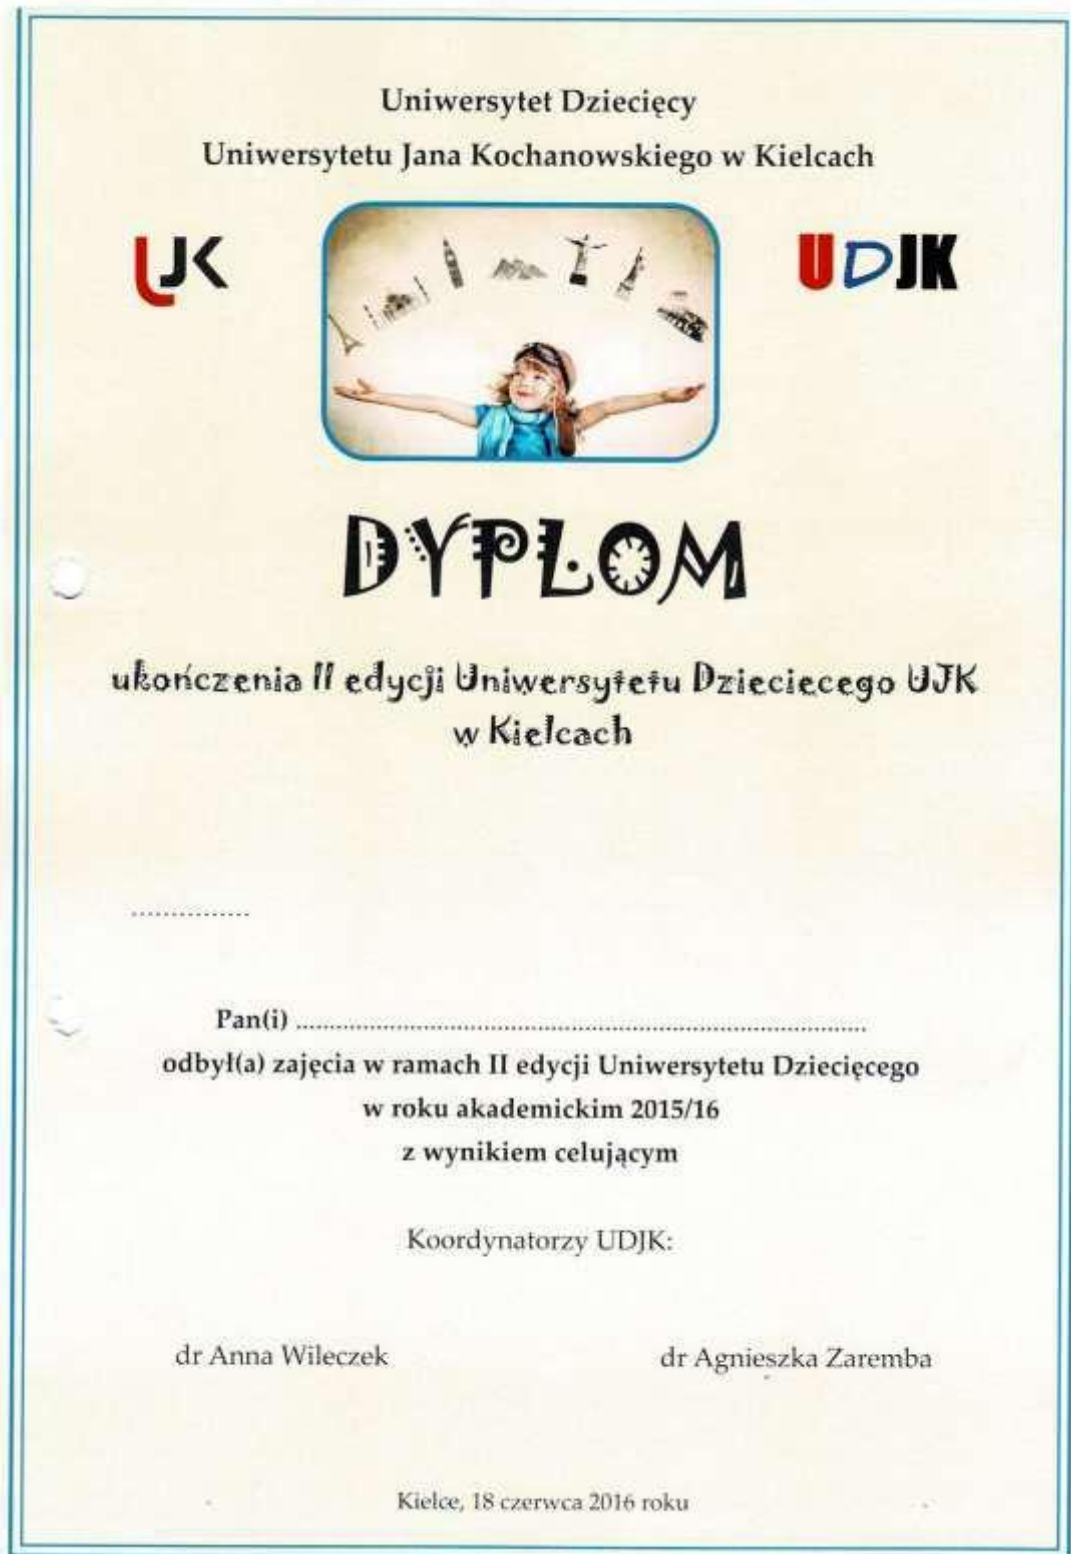 Uniwersytet Dziecięcy
Uniwersytetu Jana Kochanowskiego w Kielcach
UJK
UDJK
DYPLOM
ukończenia II edycji Uniwersytetu Dziecięcego UJK
w Kielcach
...............
Pan(i) ......................................................................................
odbył(a) zajęcia w ramach II edycji Uniwersytetu Dziecięcego
w roku akademickim 2015/16
z wynikiem celującym
Koordynatorzy UDJK:
dr Anna Wileczek
dr Agnieszka Zaremba
Kielce, 18 czerwca 2016 roku